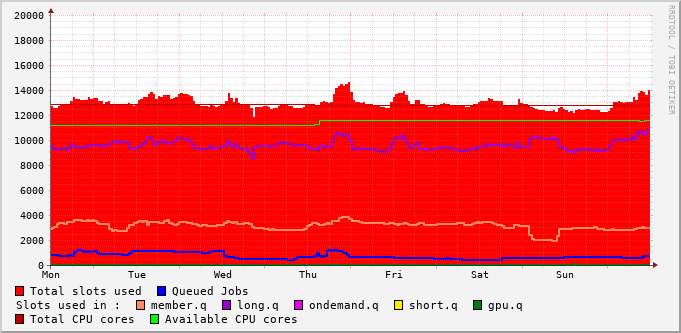 20000
18000
16000
14000
12000
10000
8000
6000
4000
2000
0
Mon Tue Wed Thu Fri Sat Sun
RRDTOOL / TOBI OETIKER
Total slots used Queued Jobs
Slots used in : member.q long.q ondemand.q short.q gpu.q
Total CPU cores Available CPU cores